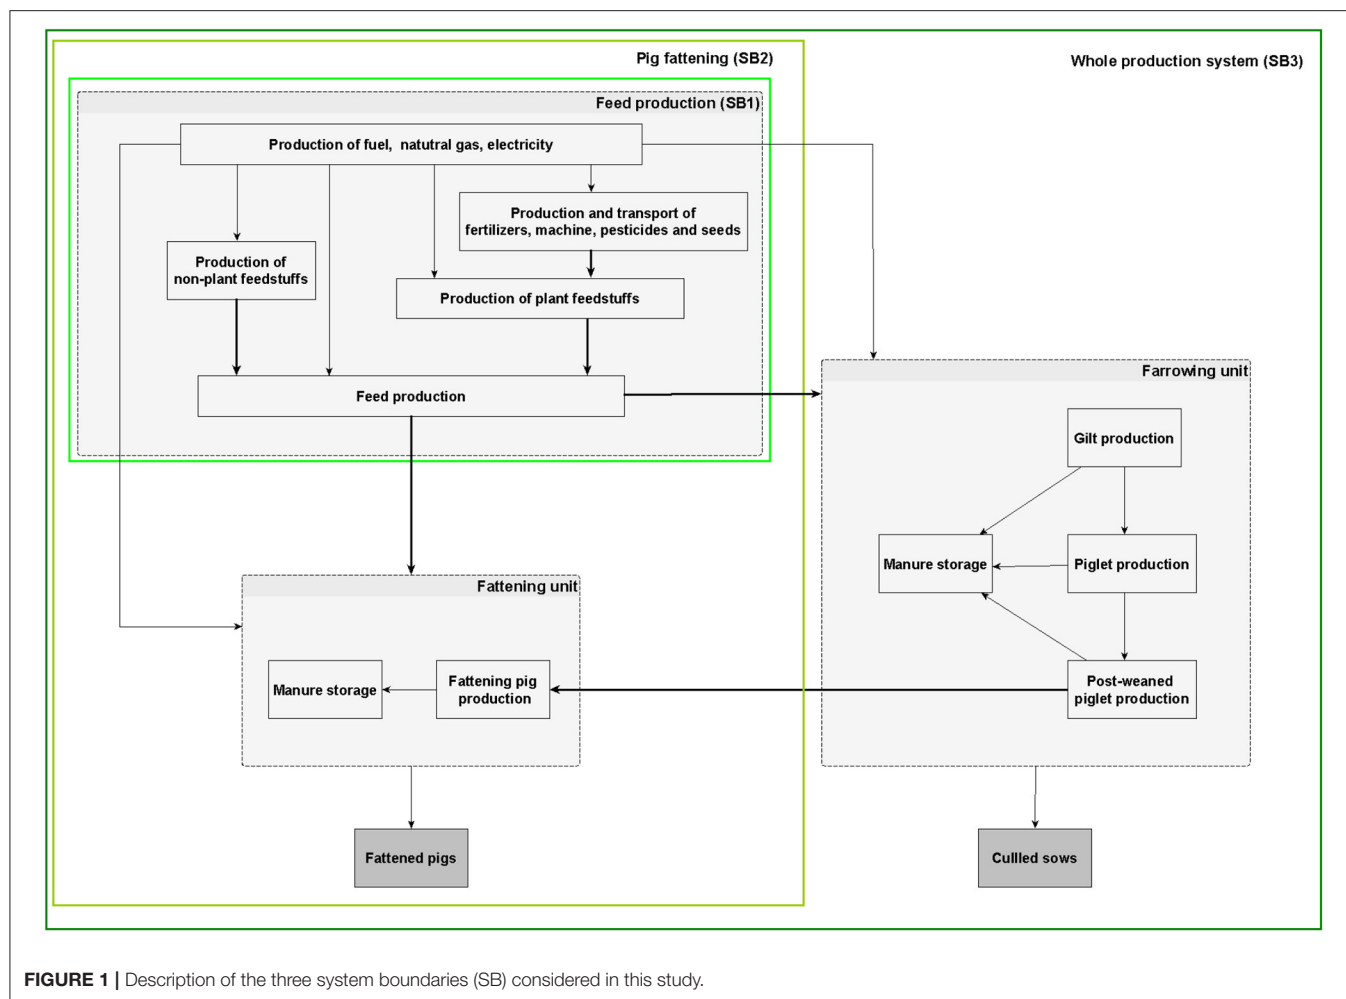 Pig fattening (SB2)
Whole production system (SB3)
Feed production (SB1)
Production of fuel, natutral gas, electricity
Production and transport of
fertilizers, machine, pesticides and seeds
Production of
non-plant feedstuffs
Production of plant feedstuffs
Feed production
Farrowing unit
Gilt production
Manure storage
Piglet production
Post-weaned
piglet production
Fattening unit
Manure storage
Fattening pig
production
Fattened pigs
Cullled sows
FIGURE 1 | Description of the three system boundaries (SB) considered in this study.